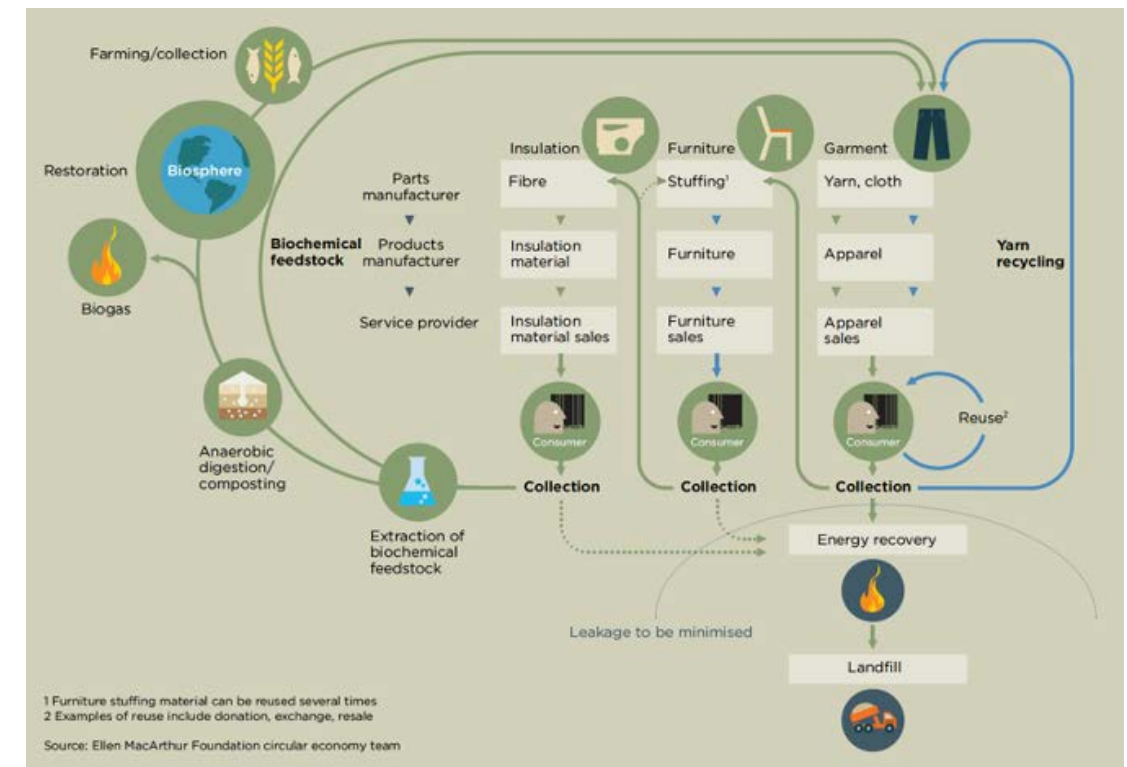 Farming/collection
Restoration
Biosphere
Biogas
Anaerobic
digestion/
composting
Biochemical
feedstock
Extraction of
biochemical
feedstock
Parts
manufacturer
Products
manufacturer
Service provider
Insulation
Fibre
Insulation
material
Insulation
material sales
Consumer
Collection
Furniture
Stuffing¹
Furniture
Furniture
sales
Consumer
Collection
Garment
Yarn, cloth
Apparel
Apparel
sales
Consumer
Collection
Reuse²
Yarn
recycling
Energy recovery
Leakage to be minimised
Landfill
1 Furniture stuffing material can be reused several times
2 Examples of reuse include donation, exchange, resale
Source: Ellen MacArthur Foundation circular economy team